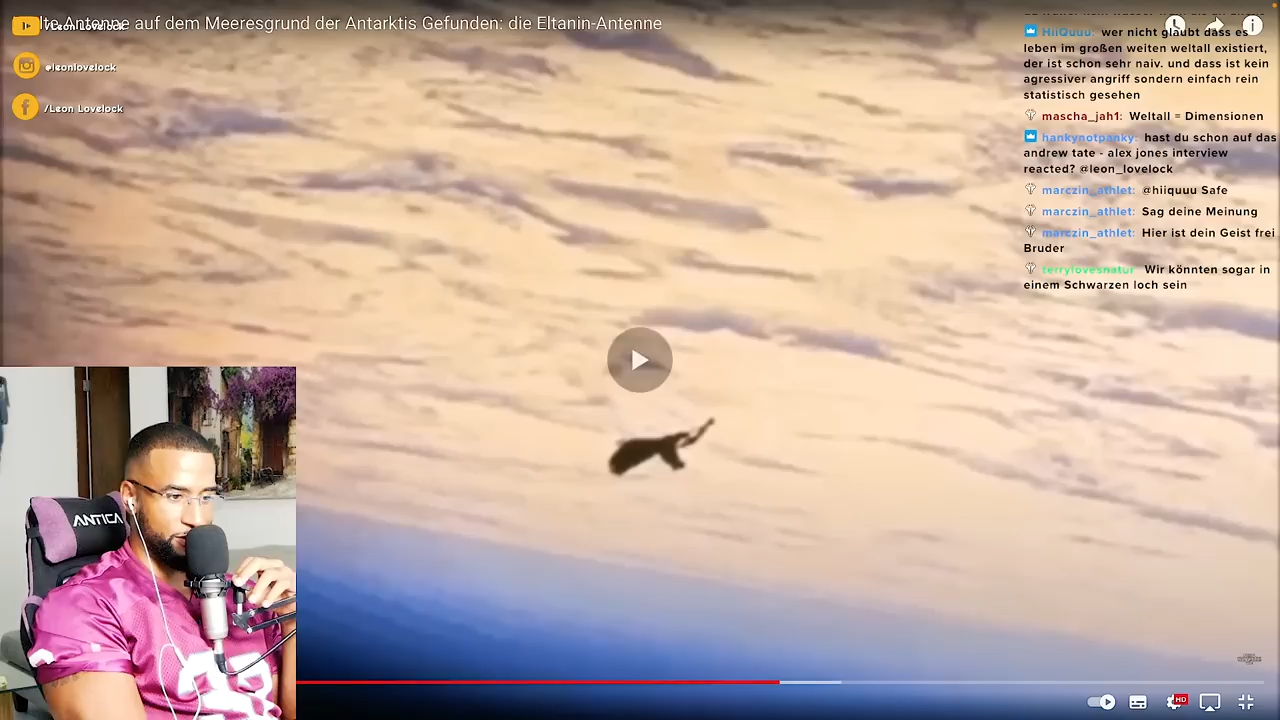 lte Antenne auf dem Meeresgrund der Antarktis Gefunden: die Eltanin-Antenne
/Leon Lovelock
@leonlovelock
/Leon Lovelock
HiiQuuu: wer nicht glaubt dass es
leben im großen weiten weltall existiert,
der ist schon sehr naiv. und dass ist kein
agressiver angriff sondern einfach rein
statistisch gesehen
mascha_jah1: Weltall = Dimensionen
hankynotpanky: hast du schon auf das
andrew tate - alex jones interview
reacted? @leon_lovelock
marczin_athlet: @hiiquuu Safe
marczin_athlet: Sag deine Meinung
marczin_athlet: Hier ist dein Geist frei
Bruder
terrylovesnatur: Wir könnten sogar in
einem Schwarzen loch sein
ANTICA
HD